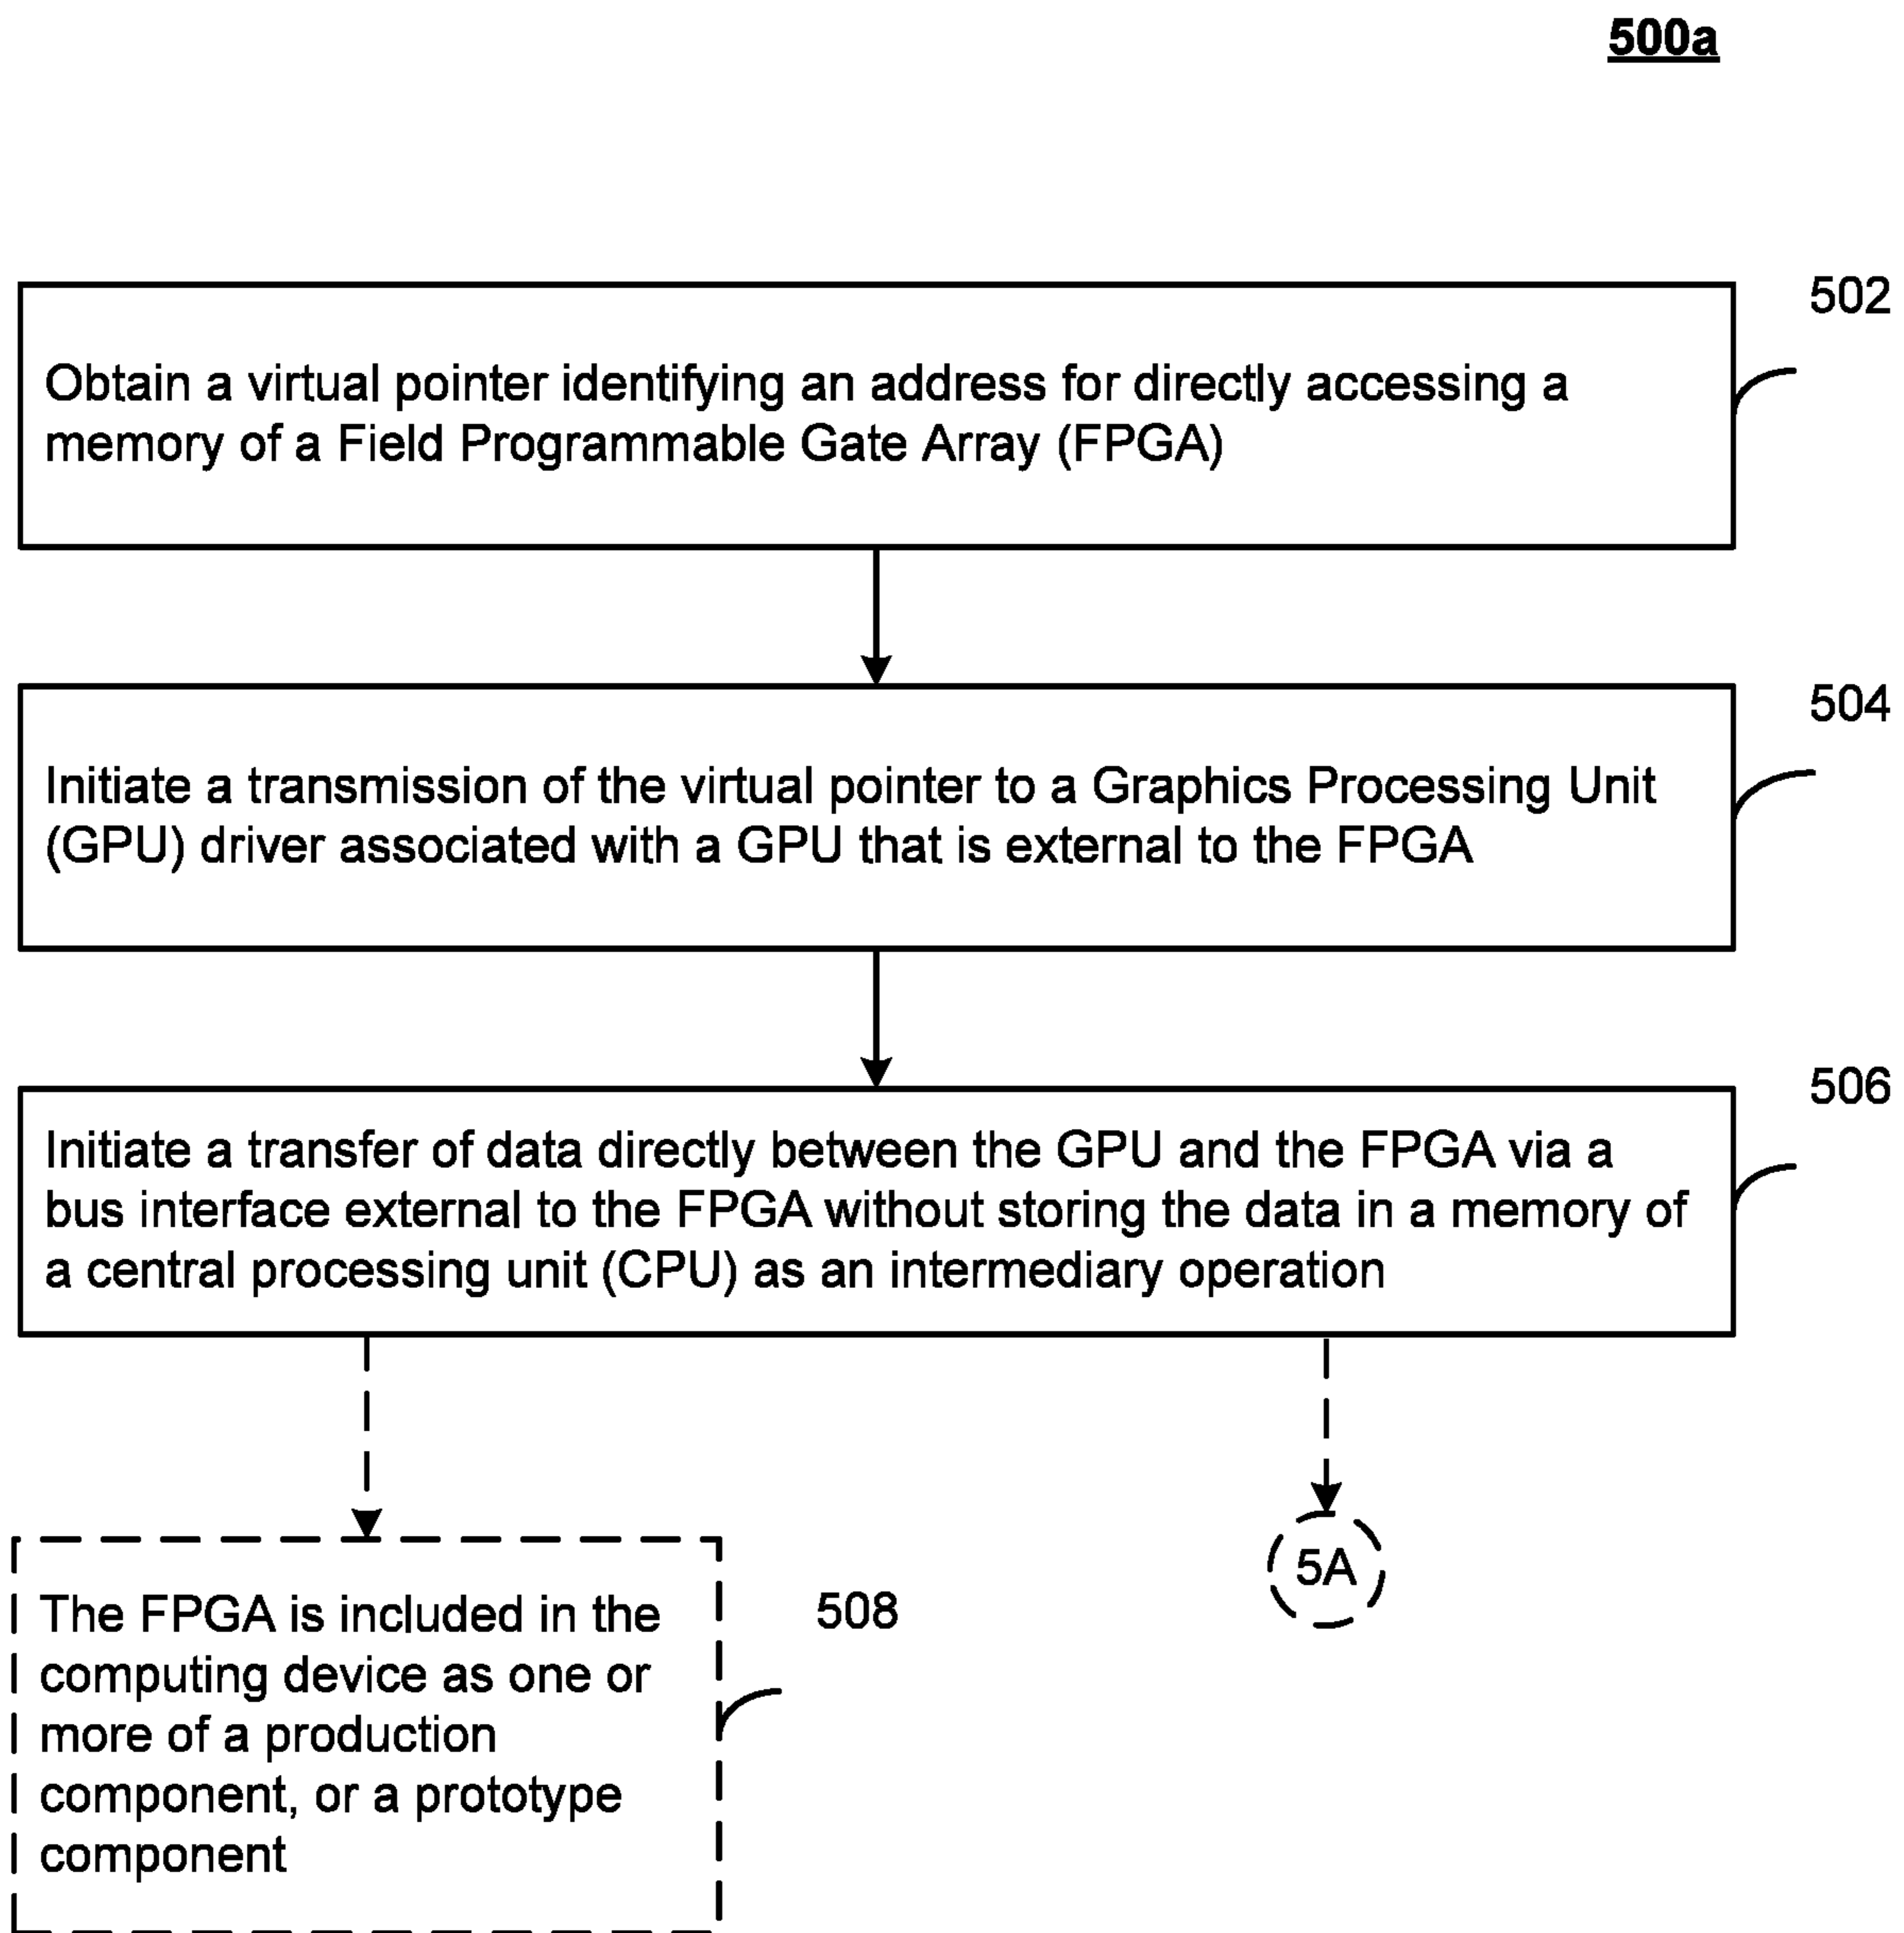 500a
502
Obtain a virtual pointer identifying an address for directly accessing a
memory of a Field Programmable Gate Array (FPGA)
504
Initiate a transmission of the virtual pointer to a Graphics Processing Unit
(GPU) driver associated with a GPU that is external to the FPGA
506
Initiate a transfer of data directly between the GPU and the FPGA via a
bus interface external to the FPGA without storing the data in a memory of
a central processing unit (CPU) as an intermediary operation
5A
508
The FPGA is included in the
computing device as one or
more of a production
component, or a prototype
component